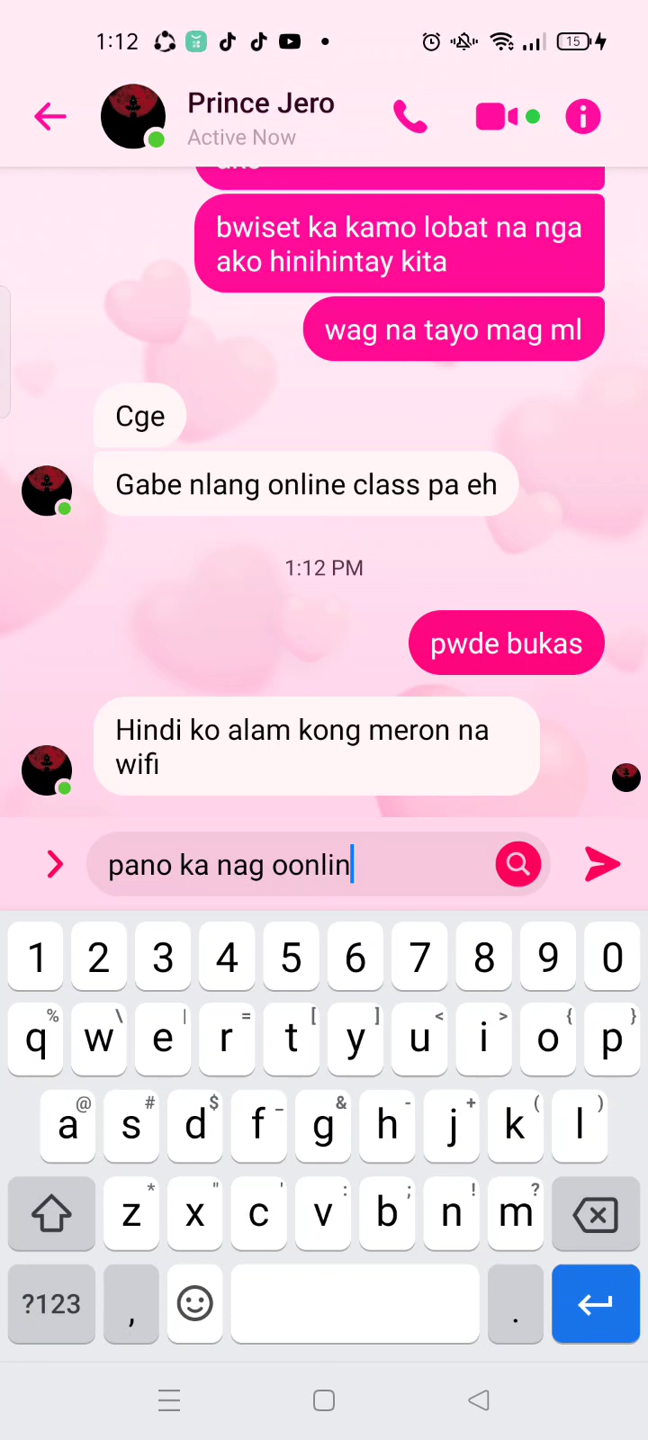 1:12
15
Prince Jero
Active Now
bwiset ka kamo lobat na nga
ako hinihintay kita
wag na tayo mag ml
Cge
Gabe nlang online class pa eh
1:12 PM
pwde bukas
Hindi ko alam kong meron na
wifi
pano ka nag oonlin
1 2 3 4 5 6 7 8 9 0
% \ | = [ ] < > { }
q w e r t y u i o p
@ # $ _ & - + ( )
a s d f g h j k l
* " ' : ; ! ?
z x c v b n m
?123 , .